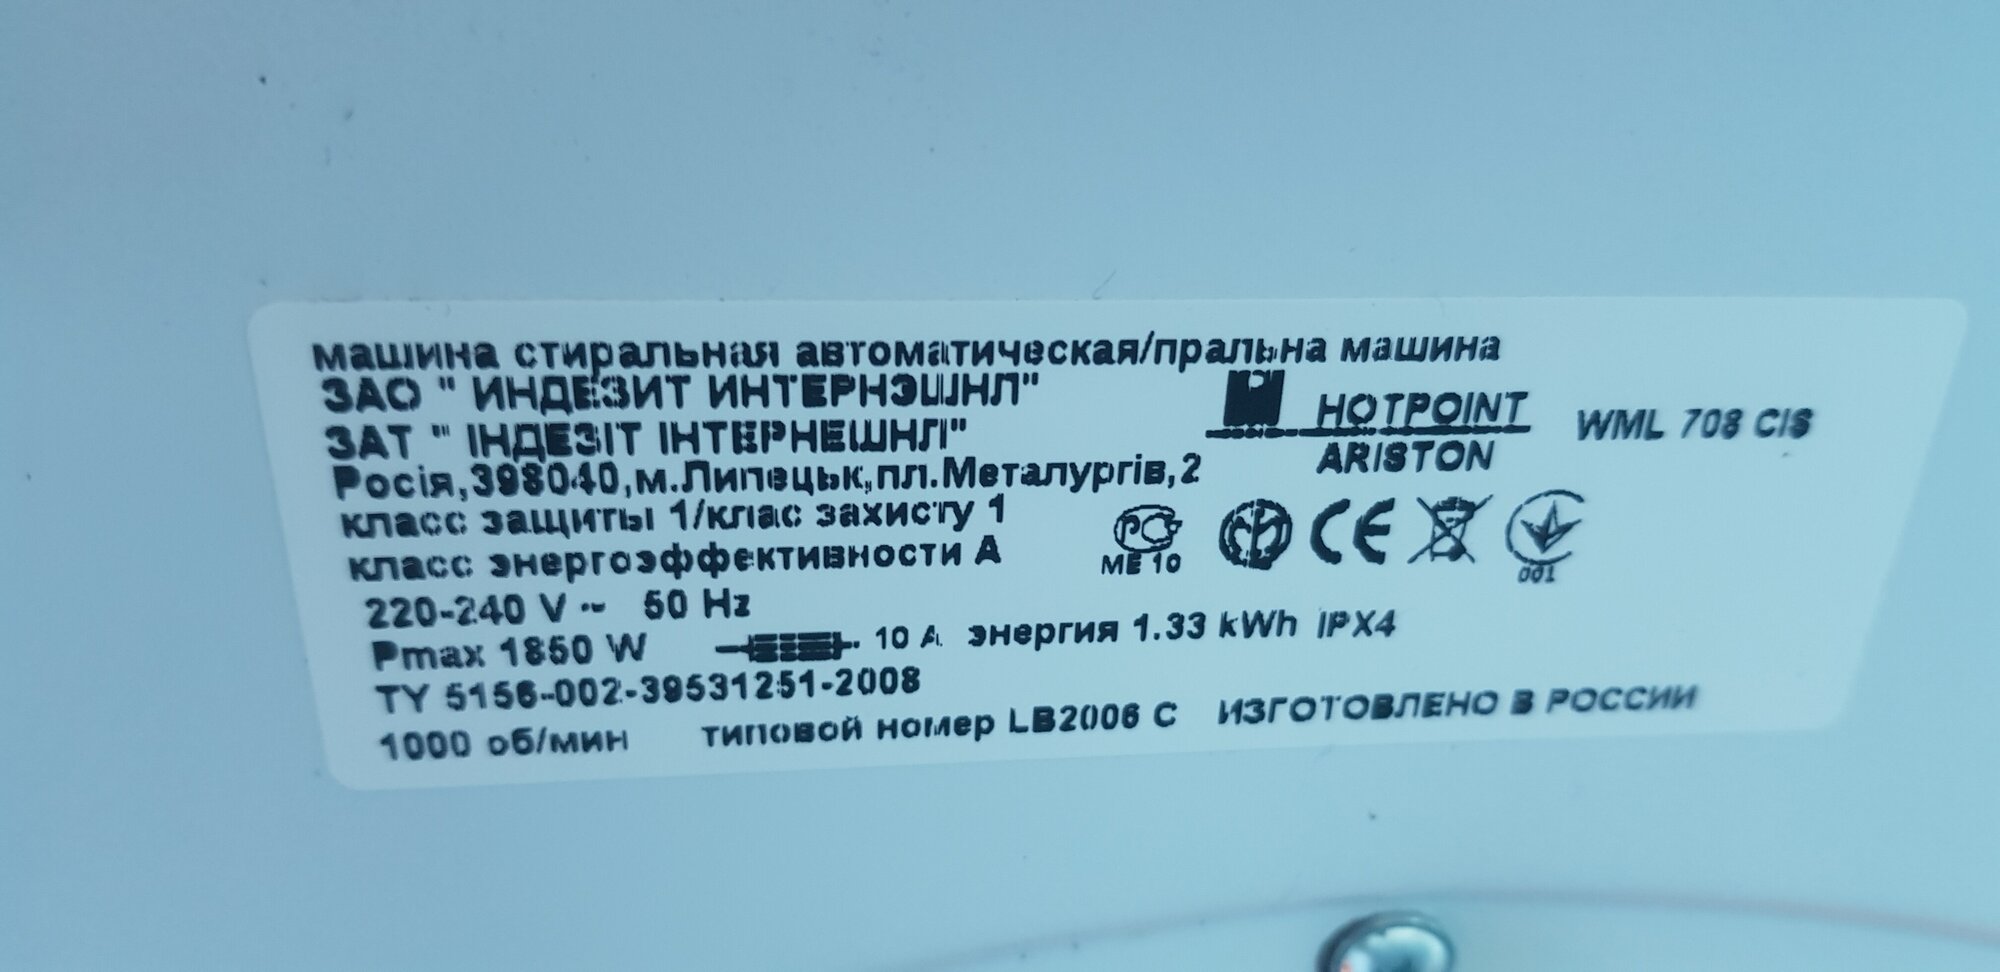 машина стиральная автоматическая/пральна машина
ЗАО " ИНДЕЗИТ ИНТЕРНЭШНЛ"
HOTPOINT
ARISTON
WML 708 CIS
ЗАТ " ІНДЕЗІТ ІНТЕРНЕШНЛ"
Росія,398040,м.Липецьк,пл.Металургів,2
класс защиты 1/клас захисту 1
класс энергоэффективности А
РС
МЕ 10
CE
001
220-240 V ~ 50 Hz
Pmax 1850 W 10 A энергия 1.33 kWh IPX4
ТУ 5156-002-39531251-2008
1000 об/мин типовой номер LB2006 C ИЗГОТОВЛЕНО В РОССИИ